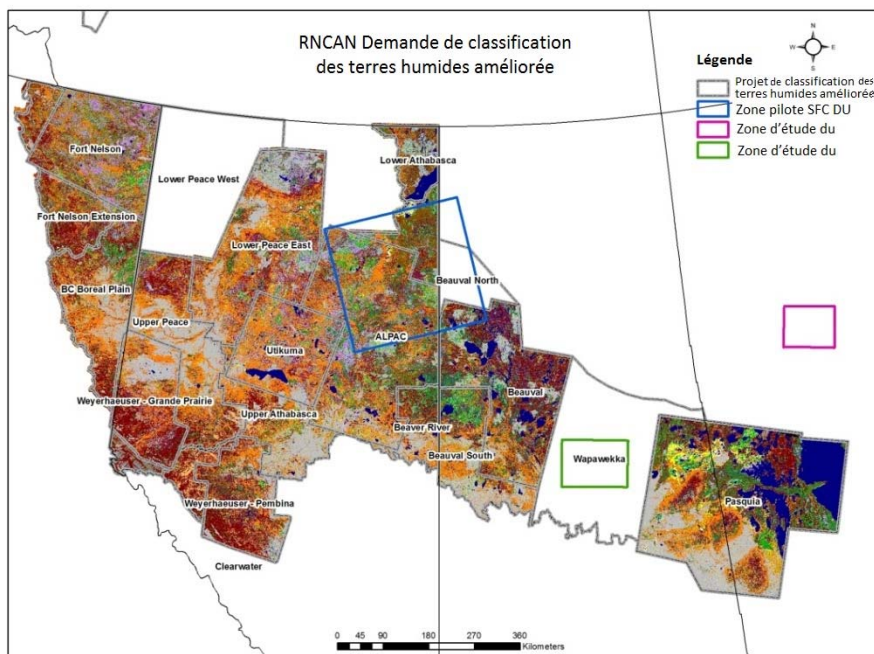 RNCAN Demande de classification
des terres humides améliorée
N
W E
S
Légende
Projet de classification des
terres humides améliorée
Zone pilote SFC DU
Zone d'étude du
Zone d'étude du
Fort Nelson
Lower Peace West
Lower Athabasca
Fort Nelson Extension
Lower Peace East
Beauval North
BC Boreal Plain
Upper Peace
ALPAC
Utikuma
Beauval
Weyerhaeuser - Grande Prairie
Upper Athabasca
Beaver River
Beauval South
Wapawekka
Pasquia
Weyerhaeuser - Pembina
Clearwater
0 45 90 180 270 360
Kilometers